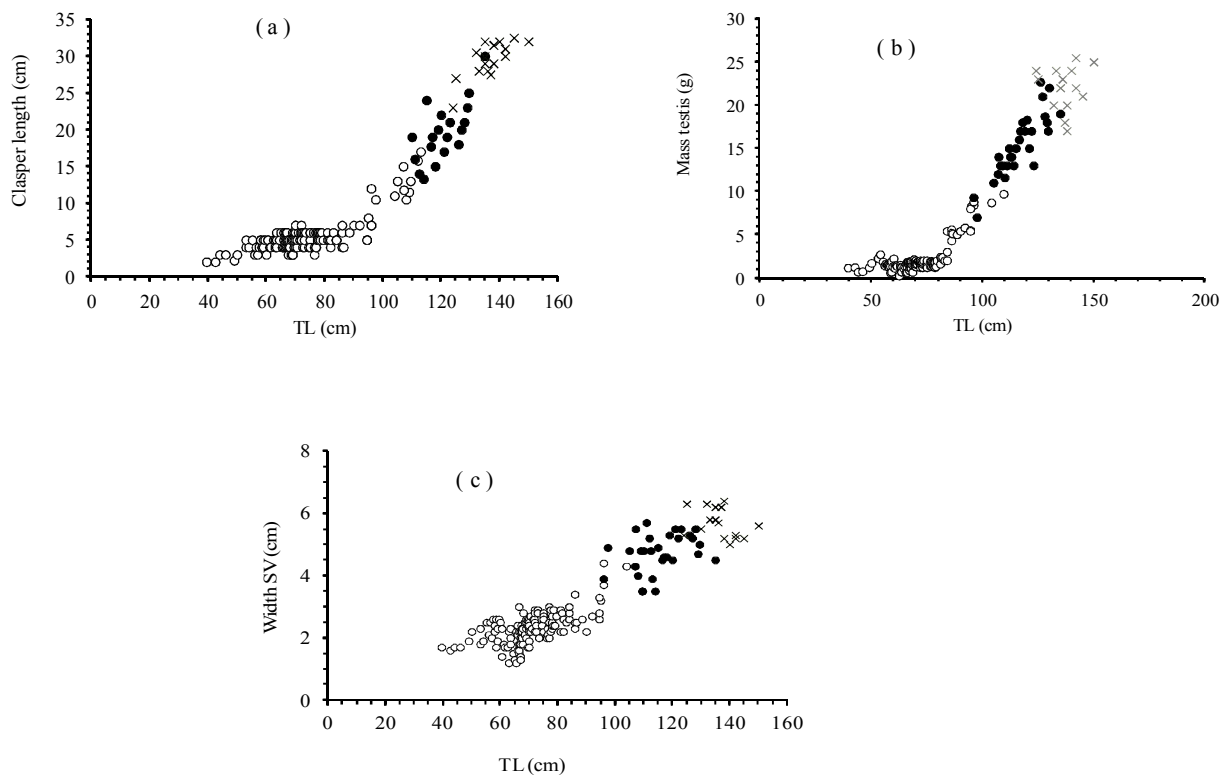 ( a )
Clasper length (cm)
35
30
25
20
15
10
5
0
0 20 40 60 80 100 120 140 160
TL (cm)
( b )
Mass testis (g)
30
25
20
15
10
5
0
0 50 100 150 200
TL (cm)
( c )
Width SV (cm)
8
6
4
2
0
0 20 40 60 80 100 120 140 160
TL (cm)